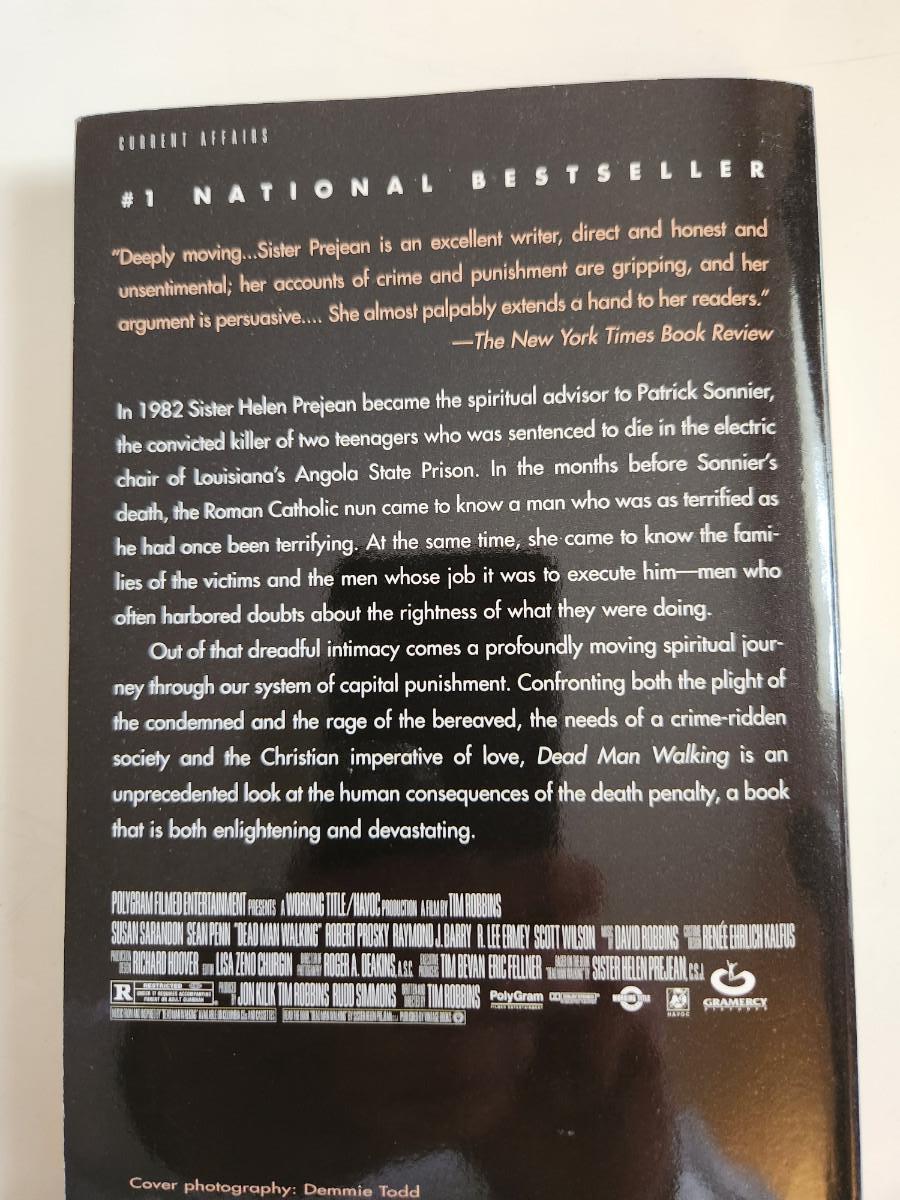 CURRENT AFFAIRS
#1 NATIONAL BESTSELLER
"Deeply moving...Sister Prejean is an excellent writer, direct and honest and
unsentimental; her accounts of crime and punishment are gripping, and her
argument is persuasive.... She almost palpably extends a hand to her readers."
—The New York Times Book Review
In 1982 Sister Helen Prejean became the spiritual advisor to Patrick Sonnier,
the convicted killer of two teenagers who was sentenced to die in the electric
chair of Louisiana's Angola State Prison. In the months before Sonnier's
death, the Roman Catholic nun came to know a man who was as terrified as
he had once been terrifying. At the same time, she came to know the fami-
lies of the victims and the men whose job it was to execute him—men who
often harbored doubts about the rightness of what they were doing.
Out of that dreadful intimacy comes a profoundly moving spiritual jour-
ney through our system of capital punishment. Confronting both the plight of
the condemned and the rage of the bereaved, the needs of a crime-ridden
society and the Christian imperative of love, Dead Man Walking is an
unprecedented look at the human consequences of the death penalty, a book
that is both enlightening and devastating.
POLYGRAM FILMED ENTERTAINMENT PRESENTS A WORKING TITLE/HAVOC PRODUCTION A FILM BY TIM ROBBINS
SUSAN SARANDON SEAN PENN "DEAD MAN WALKING" ROBERT PROSKY RAYMOND J. BARRY R. LEE ERMEY SCOTT WILSON DAVID ROBBINS RENÉE EHRLICH KALFUS
RICHARD HOOVER LISA ZENO CHURGIN ROGER A. DEAKINS, A.S.C. TIM BEVAN ERIC FELLNER SISTER HELEN PREJEAN, C.S.J.
R RESTRICTED JON KILIK TIM ROBBINS RUDD SIMMONS TIM ROBBINS PolyGram WORKING TITLE HAVOC GRAMERCY
Cover photography: Demmie Todd